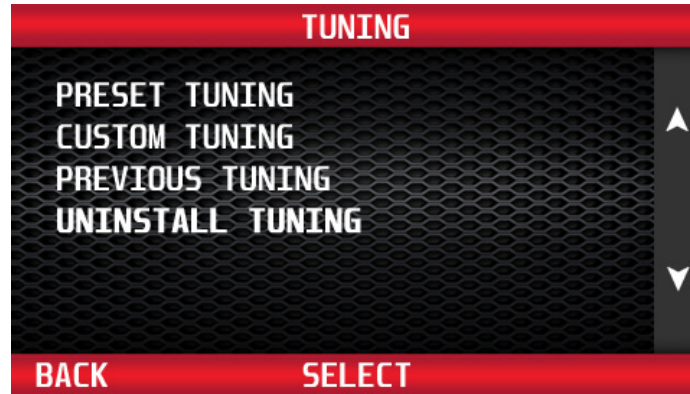 TUNING
PRESET TUNING
CUSTOM TUNING
PREVIOUS TUNING
UNINSTALL TUNING
BACK SELECT